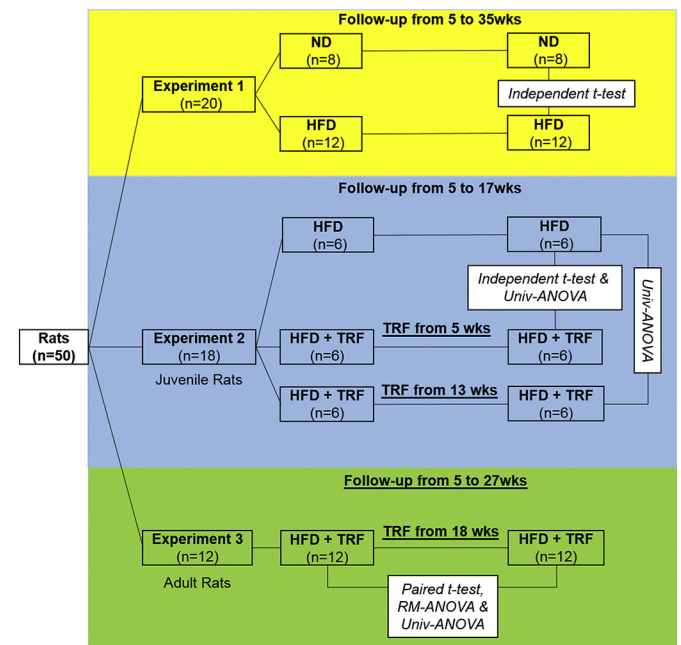 Follow-up from 5 to 35wks
ND
(n=8)
ND
(n=8)
Experiment 1
(n=20)
Independent t-test
HFD
(n=12)
HFD
(n=12)
Follow-up from 5 to 17wks
HFD
(n=6)
HFD
(n=6)
Independent t-test &
Univ-ANOVA
Univ-ANOVA
Rats
(n=50)
Experiment 2
(n=18)
Juvenile Rats
HFD + TRF
(n=6)
TRF from 5 wks
HFD + TRF
(n=6)
HFD + TRF
(n=6)
TRF from 13 wks
HFD + TRF
(n=6)
Follow-up from 5 to 27wks
Experiment 3
(n=12)
Adult Rats
HFD + TRF
(n=12)
TRF from 18 wks
HFD + TRF
(n=12)
Paired t-test,
RM-ANOVA &
Univ-ANOVA